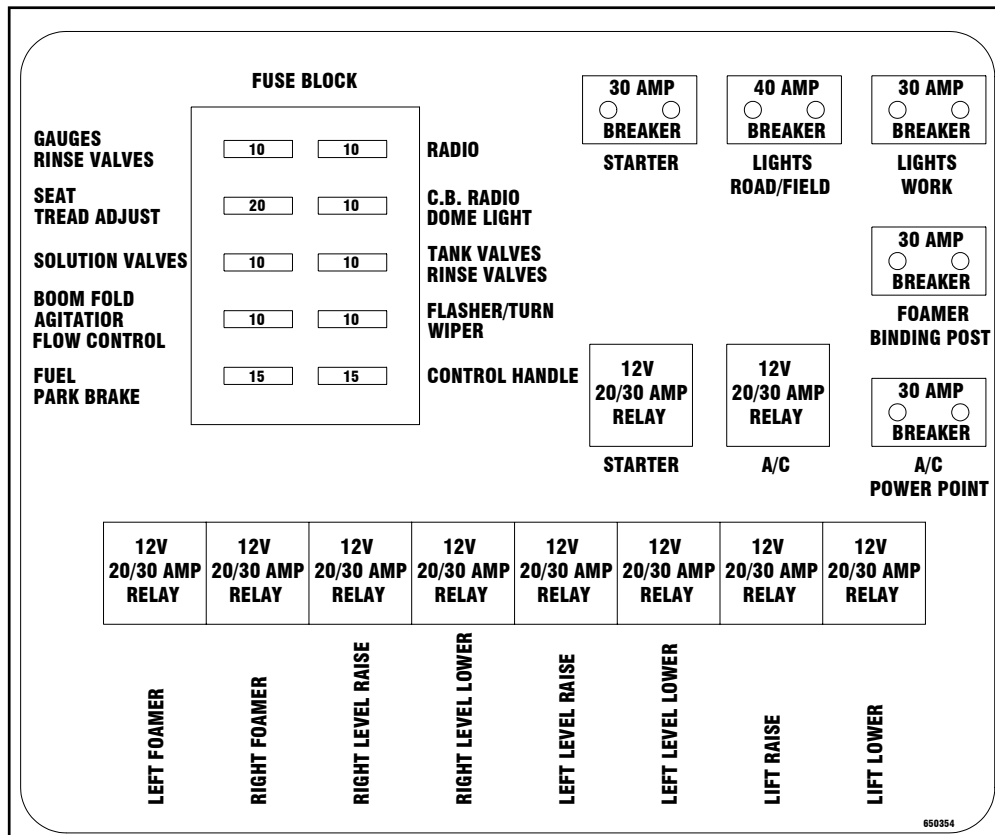 FUSE BLOCK
GAUGES
RINSE VALVES
10
10
RADIO
SEAT
TREAD ADJUST
20
10
C.B. RADIO
DOME LIGHT
SOLUTION VALVES
10
10
TANK VALVES
RINSE VALVES
BOOM FOLD
AGITATIOR
FLOW CONTROL
10
10
FLASHER/TURN
WIPER
FUEL
PARK BRAKE
15
15
CONTROL HANDLE
30 AMP
BREAKER
STARTER
40 AMP
BREAKER
LIGHTS
ROAD/FIELD
30 AMP
BREAKER
LIGHTS
WORK
30 AMP
BREAKER
FOAMER
BINDING POST
12V
20/30 AMP
RELAY
STARTER
12V
20/30 AMP
RELAY
A/C
30 AMP
BREAKER
A/C
POWER POINT
12V
20/30 AMP
RELAY
LEFT FOAMER
12V
20/30 AMP
RELAY
RIGHT FOAMER
12V
20/30 AMP
RELAY
RIGHT LEVEL RAISE
12V
20/30 AMP
RELAY
RIGHT LEVEL LOWER
12V
20/30 AMP
RELAY
LEFT LEVEL RAISE
12V
20/30 AMP
RELAY
LEFT LEVEL LOWER
12V
20/30 AMP
RELAY
LIFT RAISE
12V
20/30 AMP
RELAY
LIFT LOWER
650354